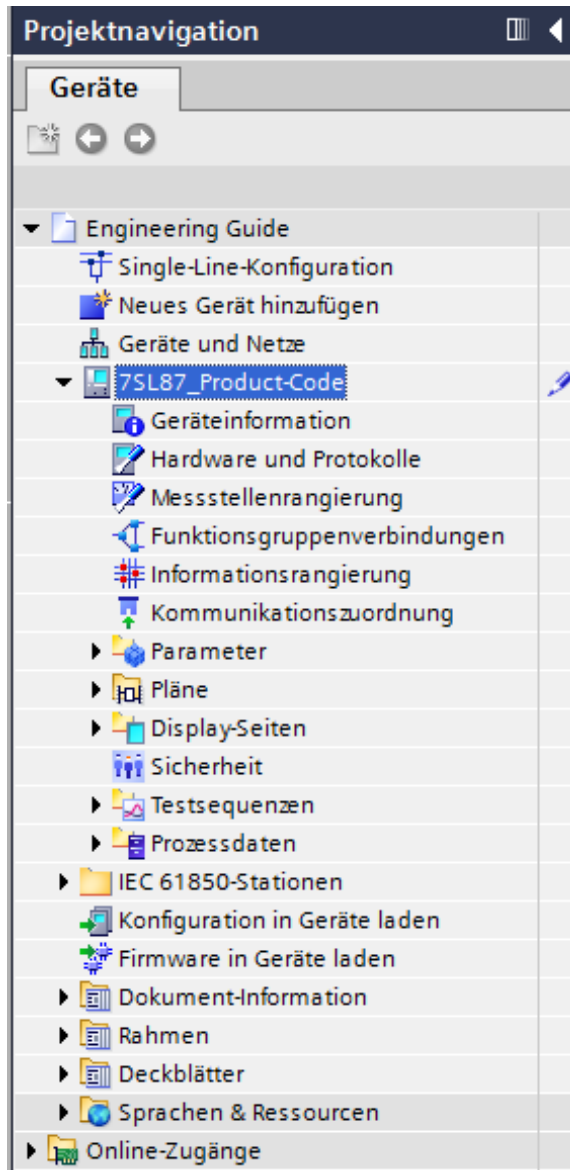 Projektnavigation
Geräte
Engineering Guide
Single-Line-Konfiguration
Neues Gerät hinzufügen
Geräte und Netze
7SL87_Product-Code
Geräteinformation
Hardware und Protokolle
Messstellenrangierung
Funktionsgruppenverbindungen
Informationsrangierung
Kommunikationszuordnung
Parameter
Pläne
Display-Seiten
Sicherheit
Testsequenzen
Prozessdaten
IEC 61850-Stationen
Konfiguration in Geräte laden
Firmware in Geräte laden
Dokument-Information
Rahmen
Deckblätter
Sprachen & Ressourcen
Online-Zugänge